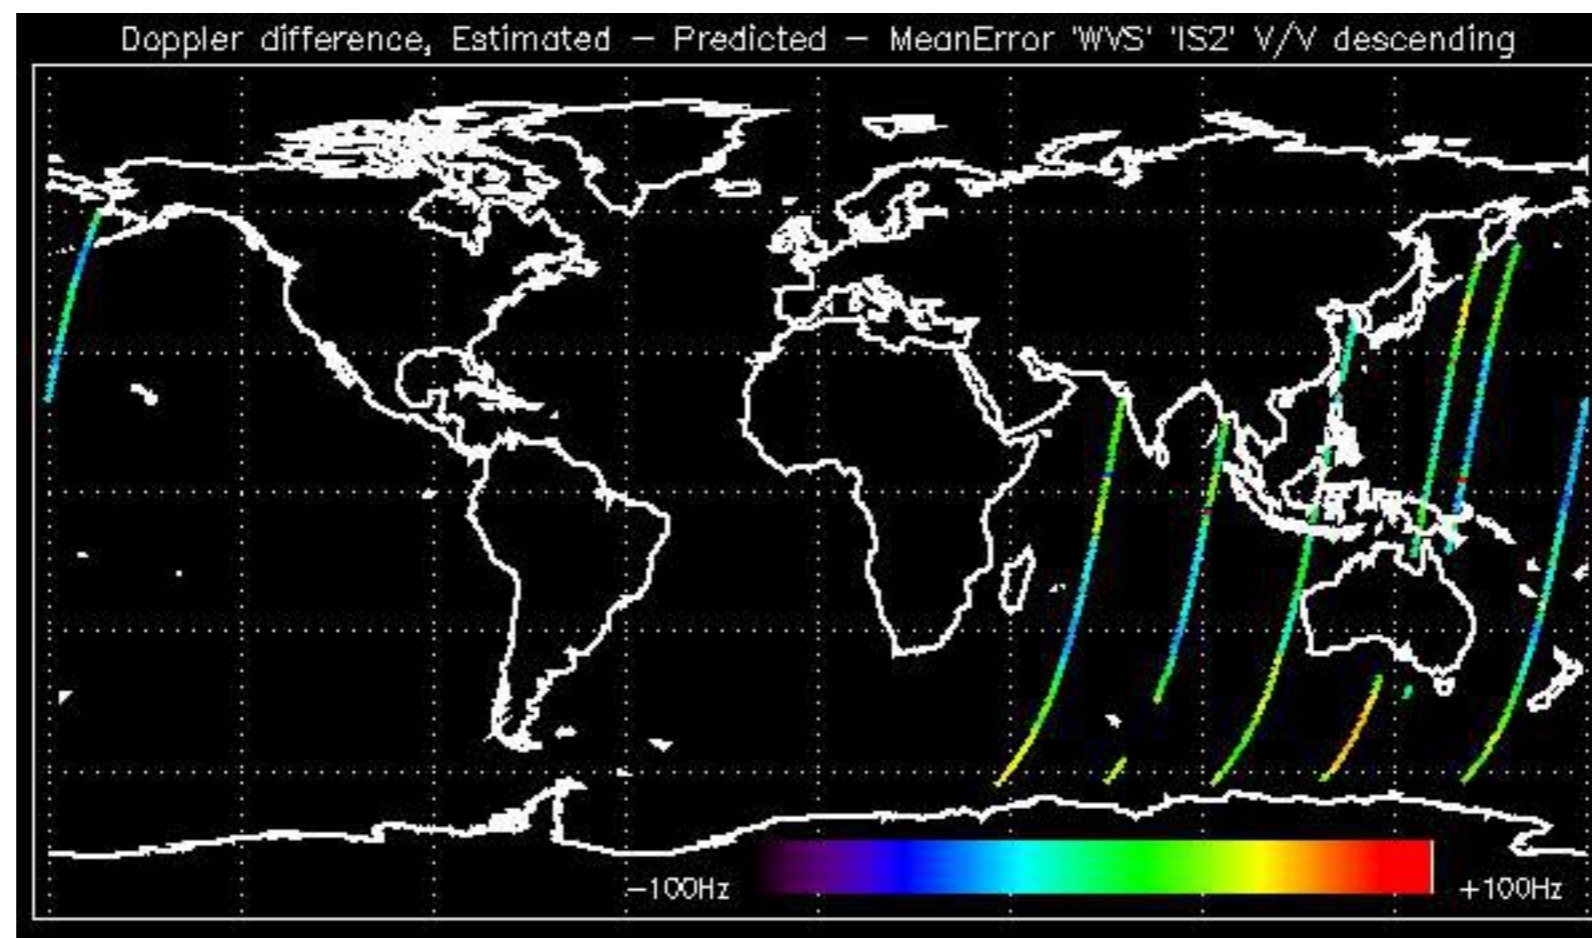 Doppler difference, Estimated – Predicted – MeanError 'WVS' 'IS2' V/V descending
–100Hz +100Hz